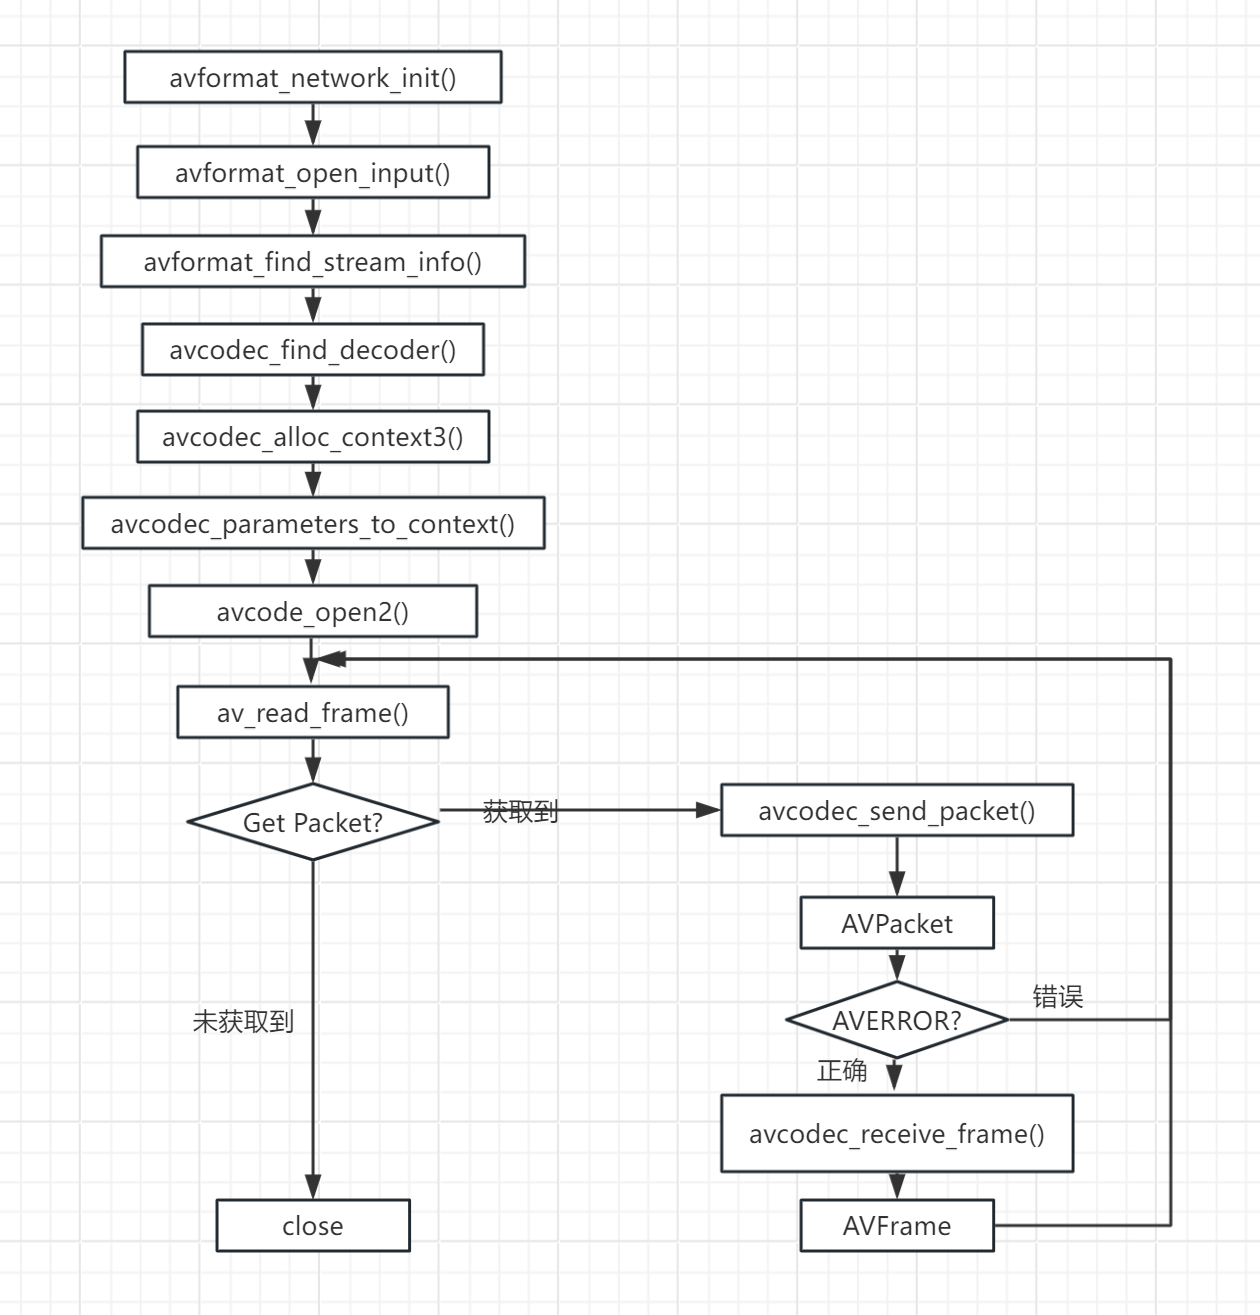 avformat_network_init()
avformat_open_input()
avformat_find_stream_info()
avcodec_find_decoder()
avcodec_alloc_context3()
avcodec_parameters_to_context()
avcode_open2()
av_read_frame()
Get Packet?
获取到
avcodec_send_packet()
AVPacket
AVERROR?
错误
未获取到
正确
avcodec_receive_frame()
close
AVFrame